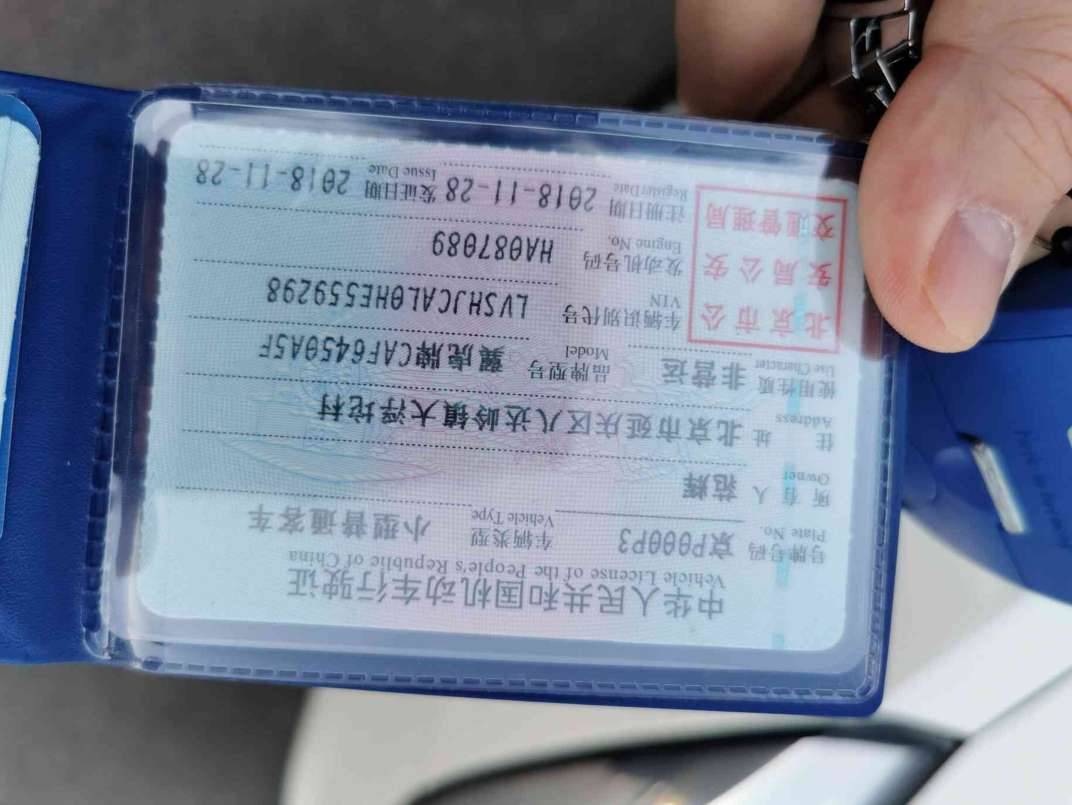 中华人民共和国机动车行驶证
Vehicle License of the People's Republic of China
号牌号码 京P00P3 车辆类型 小型普通客车
Plate No. Vehicle Type
所有人 范辉
Owner
住址 北京市延庆区八达岭镇大浮坨村
Address
使用性质 非营运 品牌型号 翼虎牌CAF6450A5F
Use Character Model
北京市公
安局公安
交通管理局
车辆识别代号 LVSHJCAL0HE559298
VIN
发动机号码 HA087089
Engine No.
注册日期 2018-11-28 发证日期 2018-11-28
Register Date Issue Date